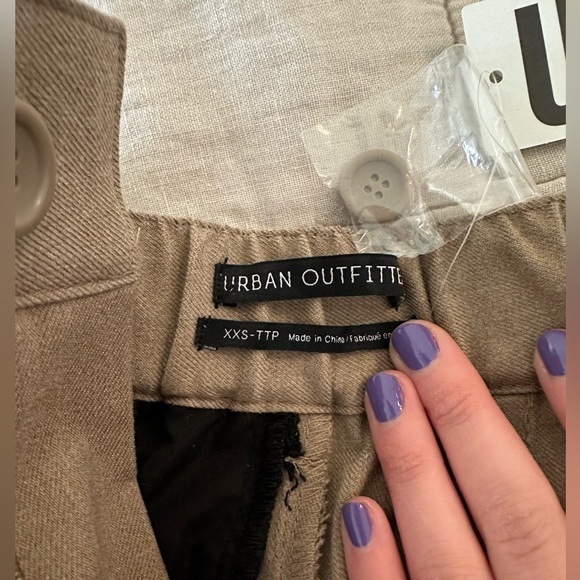 U
URBAN OUTFITTE
XXS-TTP Made in China / Fabriqué en